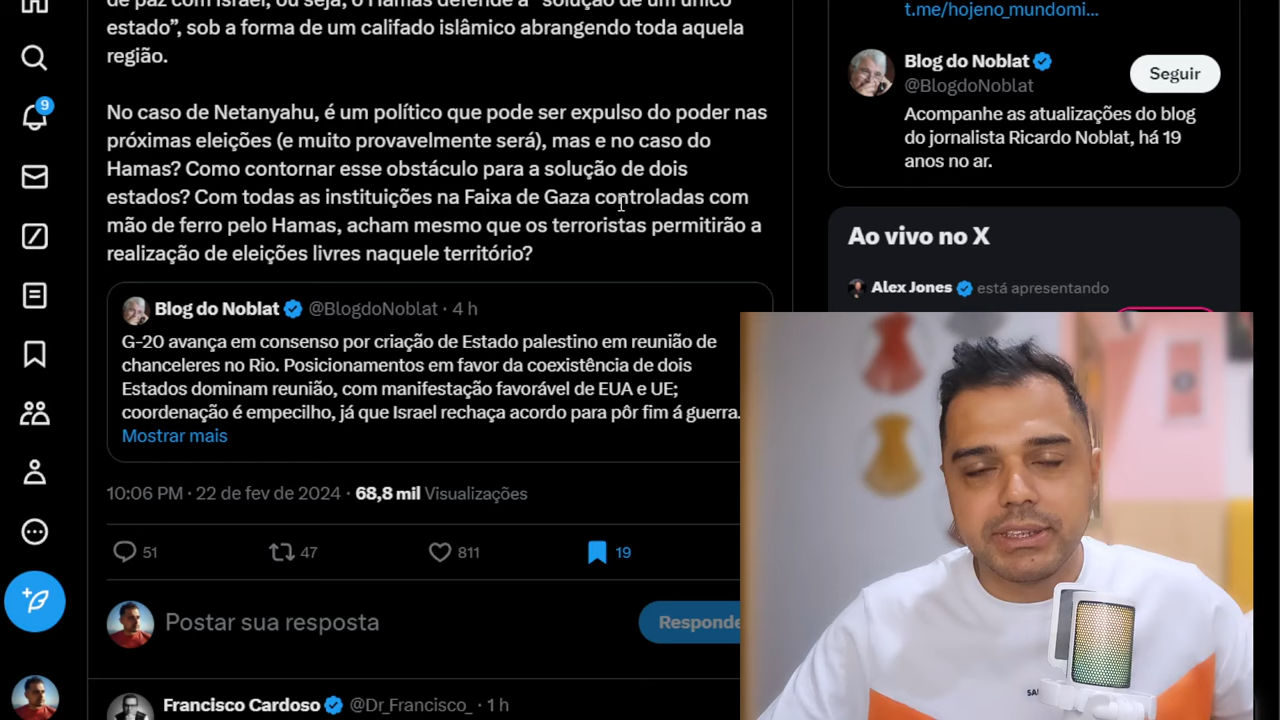 de paz com Israel, ou seja, o Hamas defende a “solução de um único
estado”, sob a forma de um califado islâmico abrangendo toda aquela
região.
No caso de Netanyahu, é um político que pode ser expulso do poder nas
próximas eleições (e muito provavelmente será), mas e no caso do
Hamas? Como contornar esse obstáculo para a solução de dois
estados? Com todas as instituições na Faixa de Gaza controladas com
mão de ferro pelo Hamas, acham mesmo que os terroristas permitirão a
realização de eleições livres naquele território?
Blog do Noblat @BlogdoNoblat · 4 h
G-20 avança em consenso por criação de Estado palestino em reunião de
chanceleres no Rio. Posicionamentos em favor da coexistência de dois
Estados dominam reunião, com manifestação favorável de EUA e UE;
coordenação é empecilho, já que Israel rechaça acordo para pôr fim á guerra.
Mostrar mais
10:06 PM · 22 de fev de 2024 · 68,8 mil Visualizações
51 47 811 19
Postar sua resposta
Responde
Francisco Cardoso @Dr_Francisco_ · 1 h
9
t.me/hojeno_mundomi...
Blog do Noblat
@BlogdoNoblat
Seguir
Acompanhe as atualizações do blog
do jornalista Ricardo Noblat, há 19
anos no ar.
Ao vivo no X
Alex Jones está apresentando